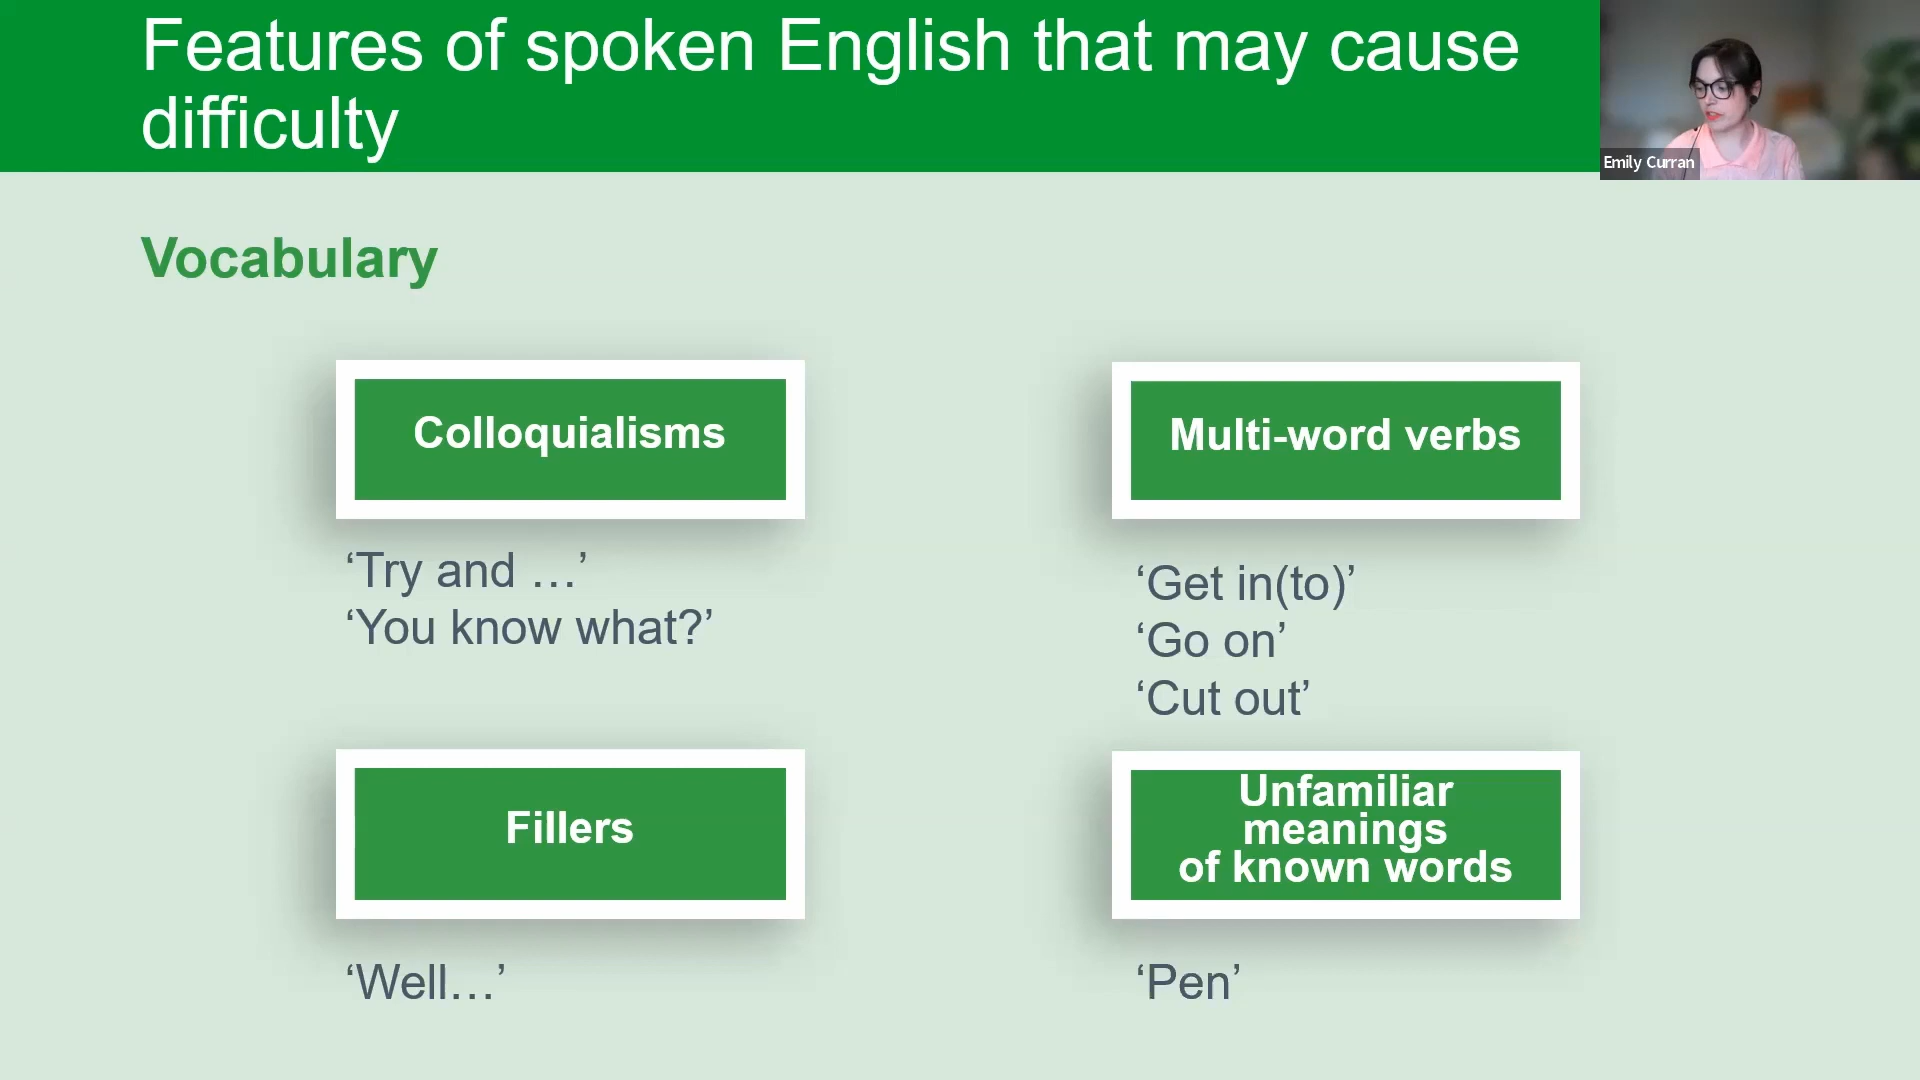 Features of spoken English that may cause
difficulty
Emily Curran
Vocabulary
Colloquialisms
‘Try and …’
‘You know what?’
Multi-word verbs
‘Get in(to)’
‘Go on’
‘Cut out’
Fillers
‘Well…’
Unfamiliar
meanings
of known words
‘Pen’